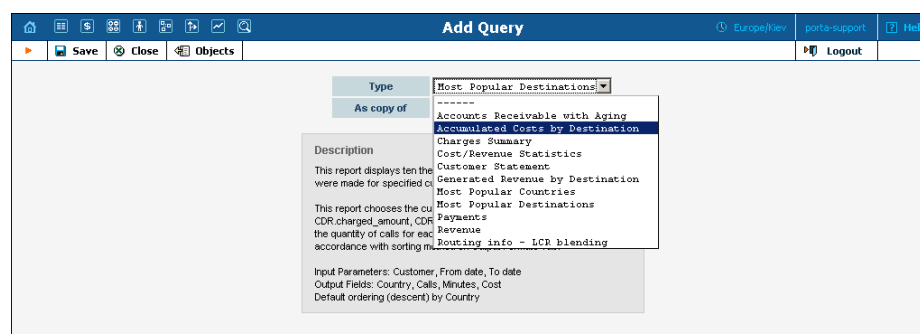 Add Query
Europe/Kiev
porta-support
Hel
Save
Close
Objects
Logout
Type
Most Popular Destinations
As copy of
------
Accounts Receivable with Aging
Accumulated Costs by Destination
Charges Summary
Cost/Revenue Statistics
Customer Statement
Generated Revenue by Destination
Most Popular Countries
Most Popular Destinations
Payments
Revenue
Routing info - LCR blending
Description
This report displays ten the
were made for specified cu
This report chooses the cu
CDR.charged_amount, CDR
the quantity of calls for eac
accordance with sorting m
Input Parameters: Customer, From date, To date
Output Fields: Country, Calls, Minutes, Cost
Default ordering (descent) by Country